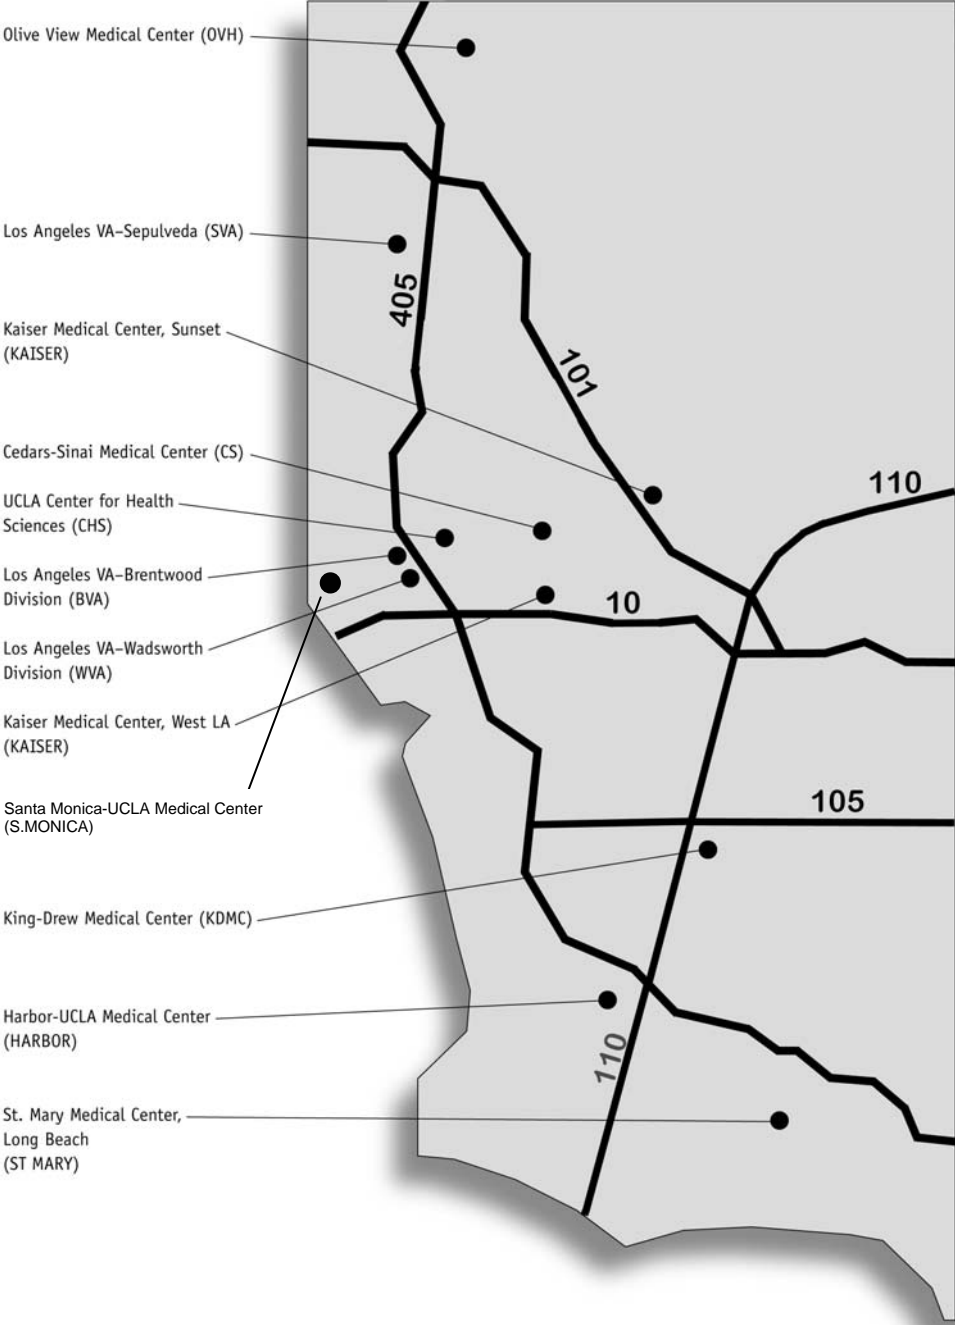 Olive View Medical Center (OVH)
Los Angeles VA–Sepulveda (SVA)
405
Kaiser Medical Center, Sunset
(KAISER)
101
Cedars-Sinai Medical Center (CS)
110
UCLA Center for Health
Sciences (CHS)
Los Angeles VA–Brentwood
Division (BVA)
10
Los Angeles VA–Wadsworth
Division (WVA)
Kaiser Medical Center, West LA
(KAISER)
Santa Monica-UCLA Medical Center
(S.MONICA)
105
King-Drew Medical Center (KDMC)
Harbor-UCLA Medical Center
(HARBOR)
110
St. Mary Medical Center,
Long Beach
(ST MARY)